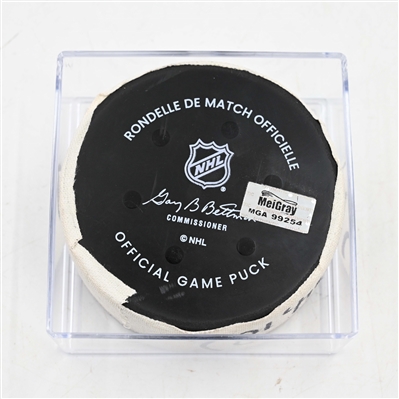 RONDELLE DE MATCH OFFICIELLE
NHL
Gary B Bettman
COMMISSIONER
© NHL
OFFICIAL GAME PUCK
MeiGray
MGA 99254